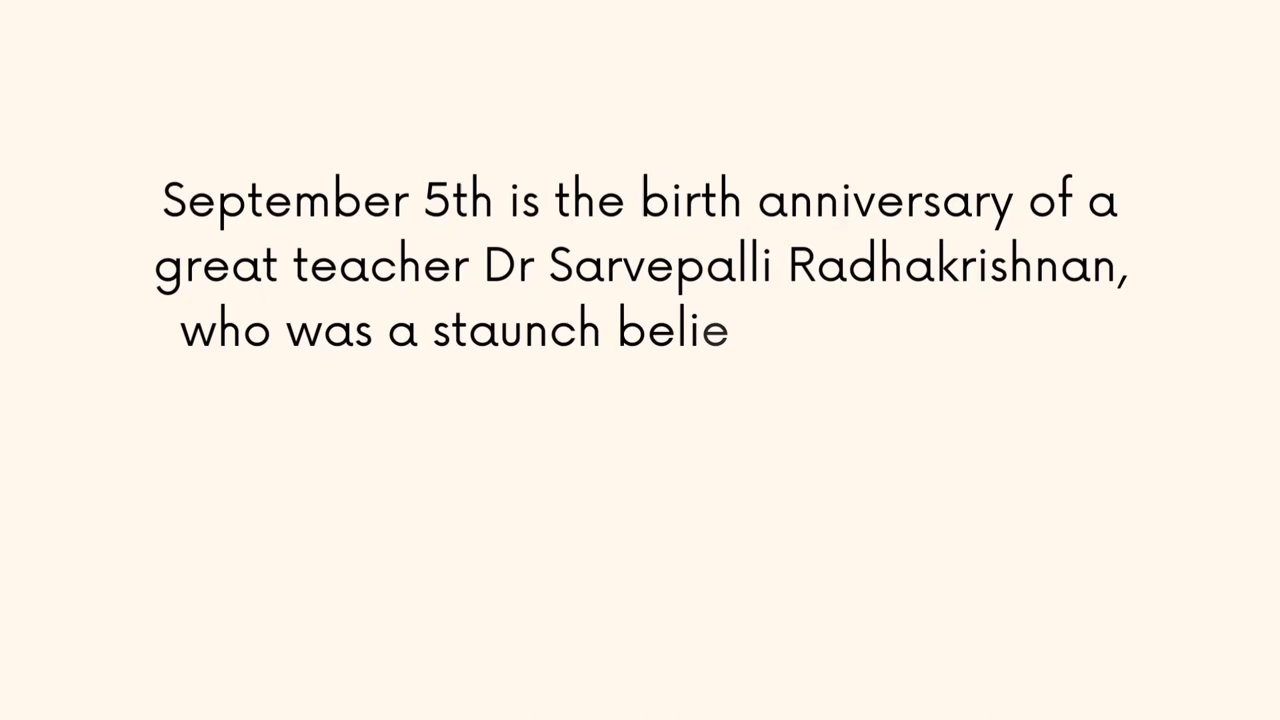 September 5th is the birth anniversary of a
great teacher Dr Sarvepalli Radhakrishnan,
who was a staunch belie